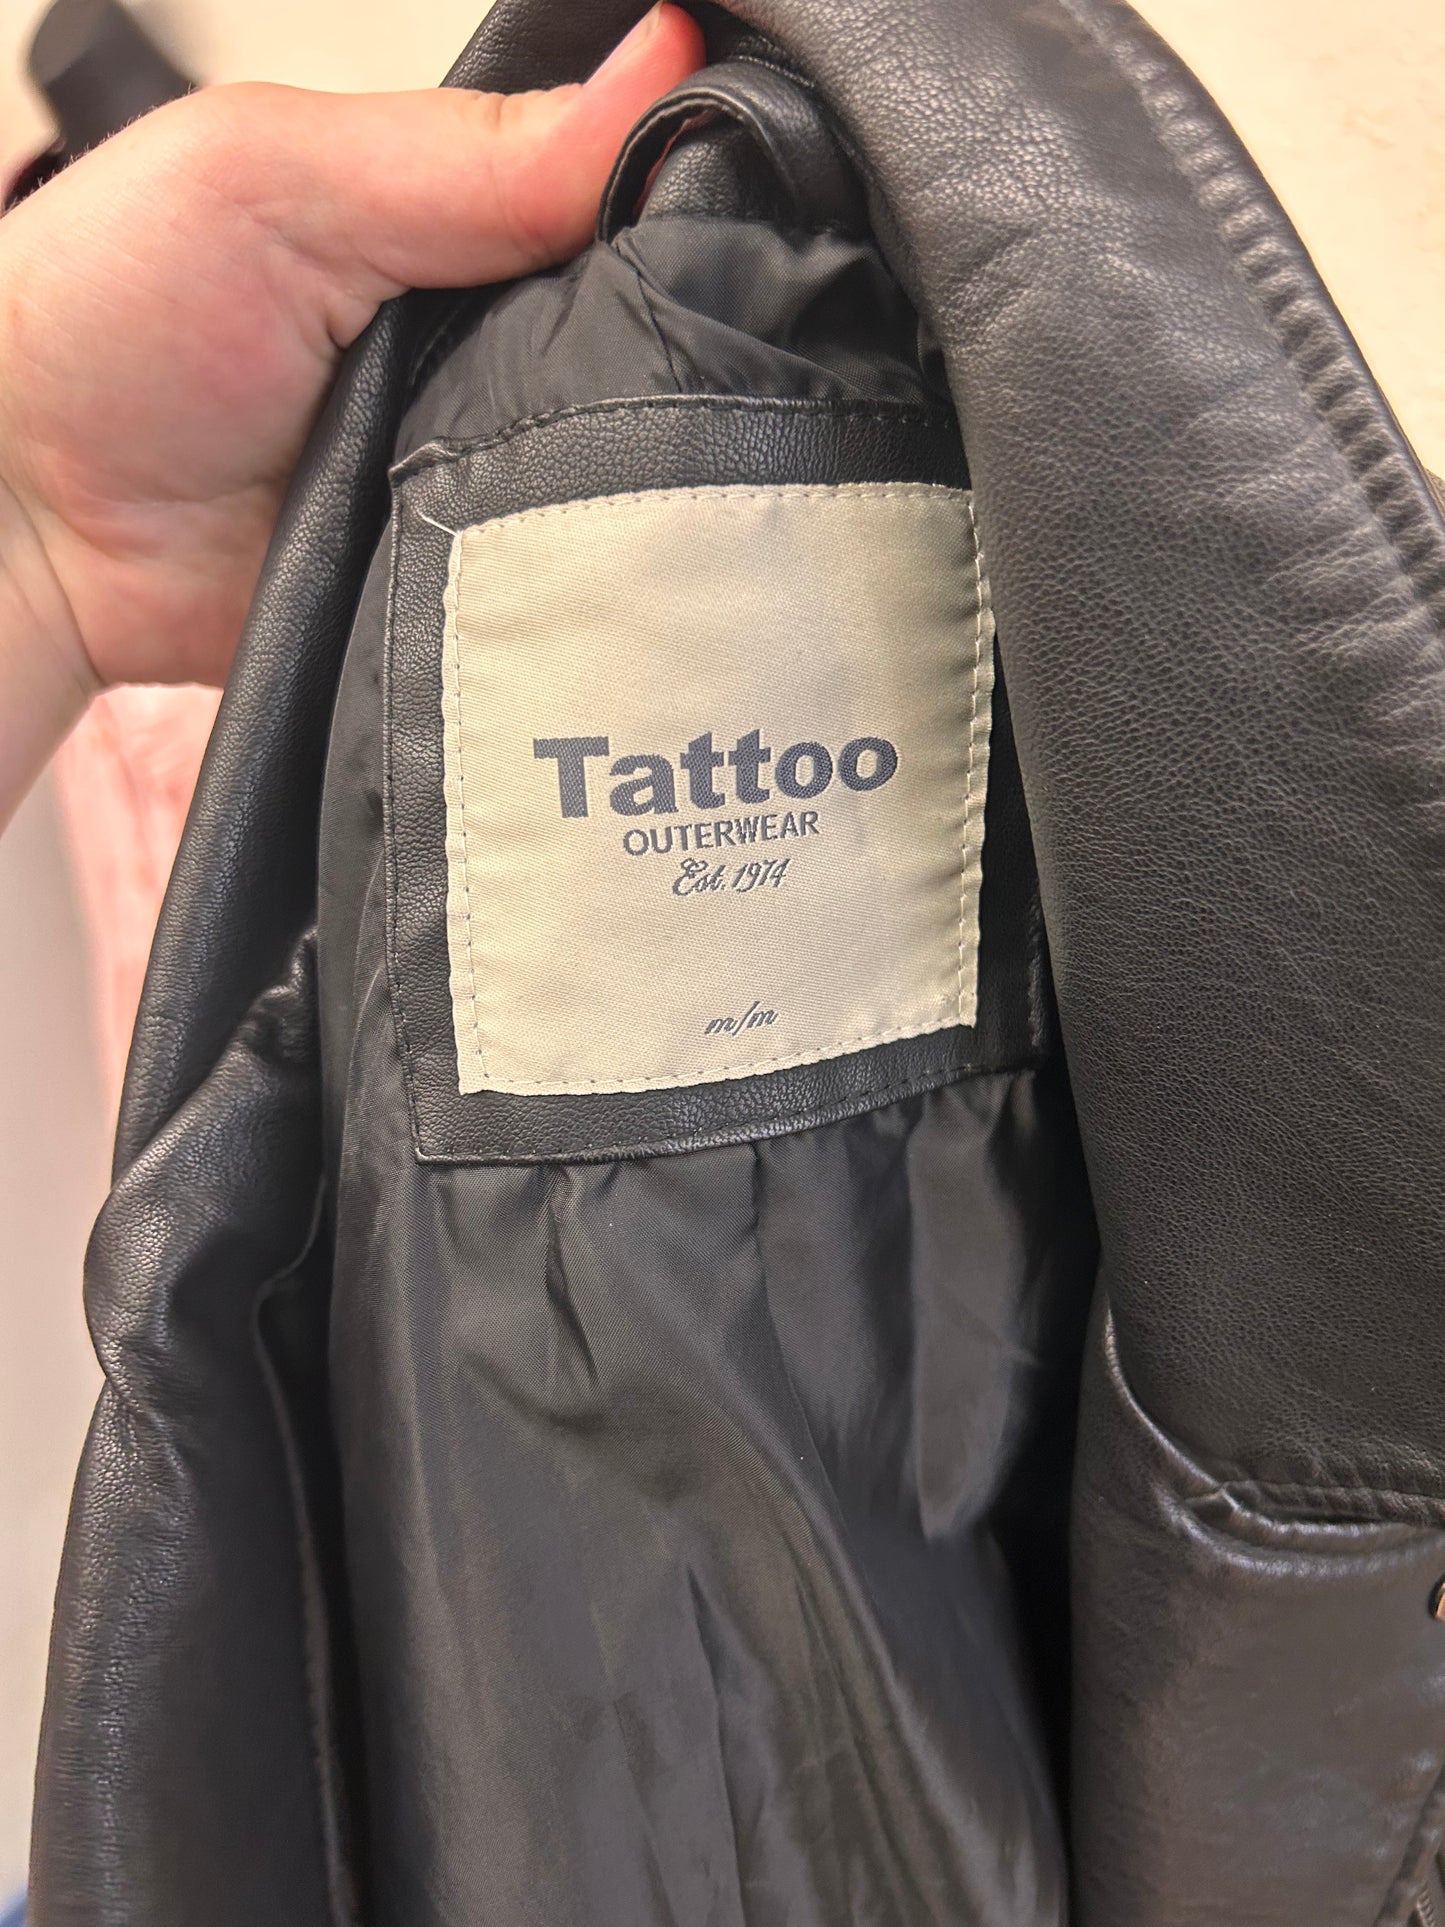 Tattoo
OUTERWEAR
Est. 1974
m/m